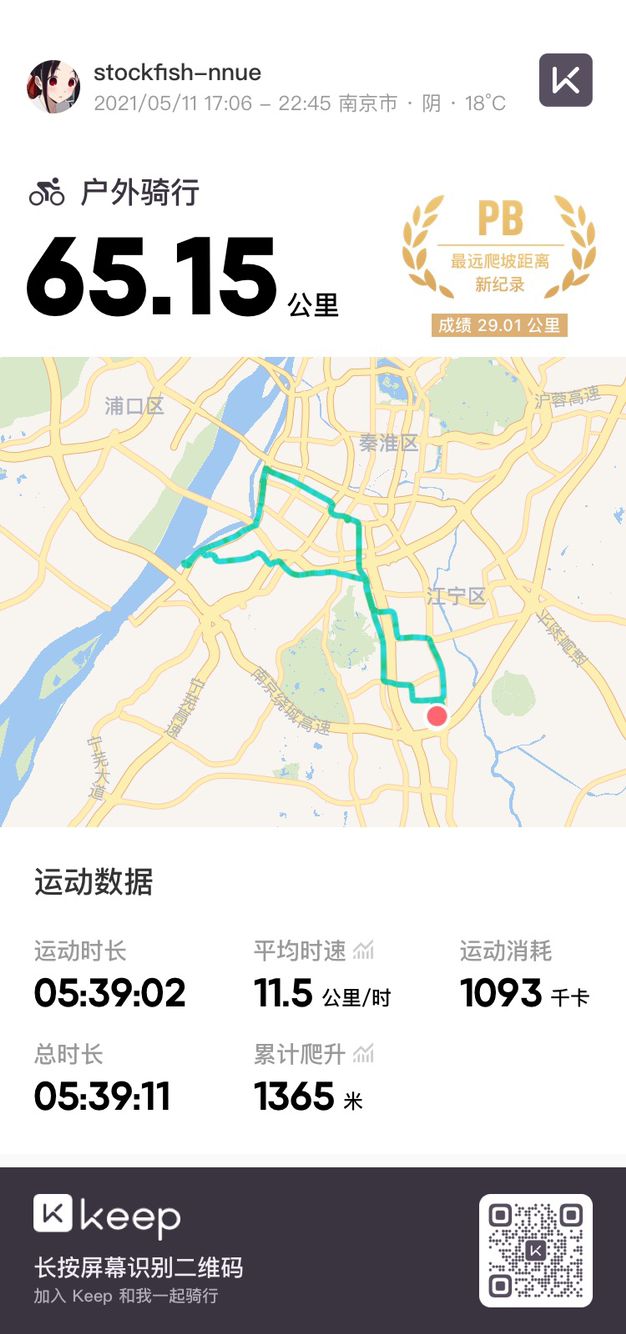 stockfish-nnue
2021/05/11 17:06 - 22:45 南京市 · 阴 · 18°C
户外骑行
65.15 公里
PB
最远爬坡距离
新纪录
成绩 29.01 公里
浦口区
沪蓉高速
秦淮区
江宁区
宁芜高速
南京绕城高速
宁芜大道
运动数据
运动时长
平均时速
运动消耗
05:39:02
11.5 公里/时
1093 千卡
总时长
累计爬升
05:39:11
1365 米
keep
长按屏幕识别二维码
加入 Keep 和我一起骑行